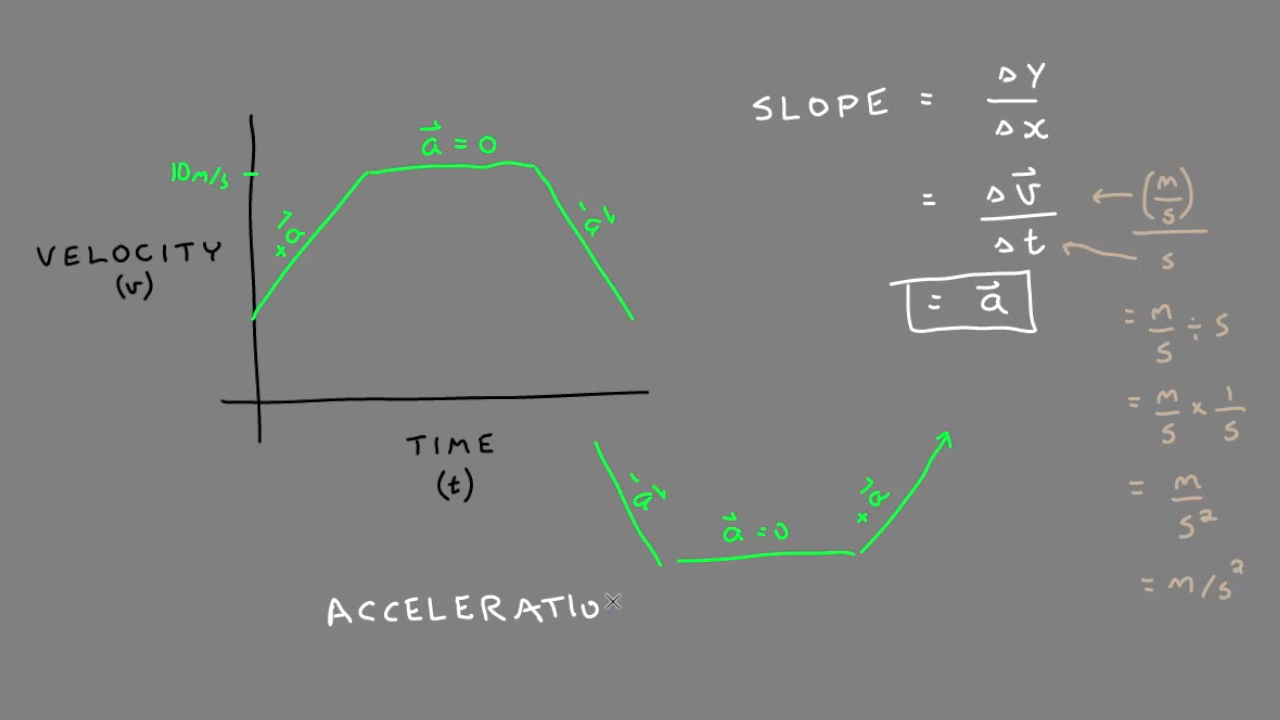 SLOPE = ΔY/ΔX
= Δv⃗/Δt ← (m/s)/s
= a⃗
= m/s ÷ s
= m/s × 1/s
= m/s²
= m/s²
10m/s
VELOCITY
(v)
+a⃗
a⃗ = 0
-a⃗
TIME
(t)
-a⃗
a⃗ = 0
+a⃗
ACCELERATIO